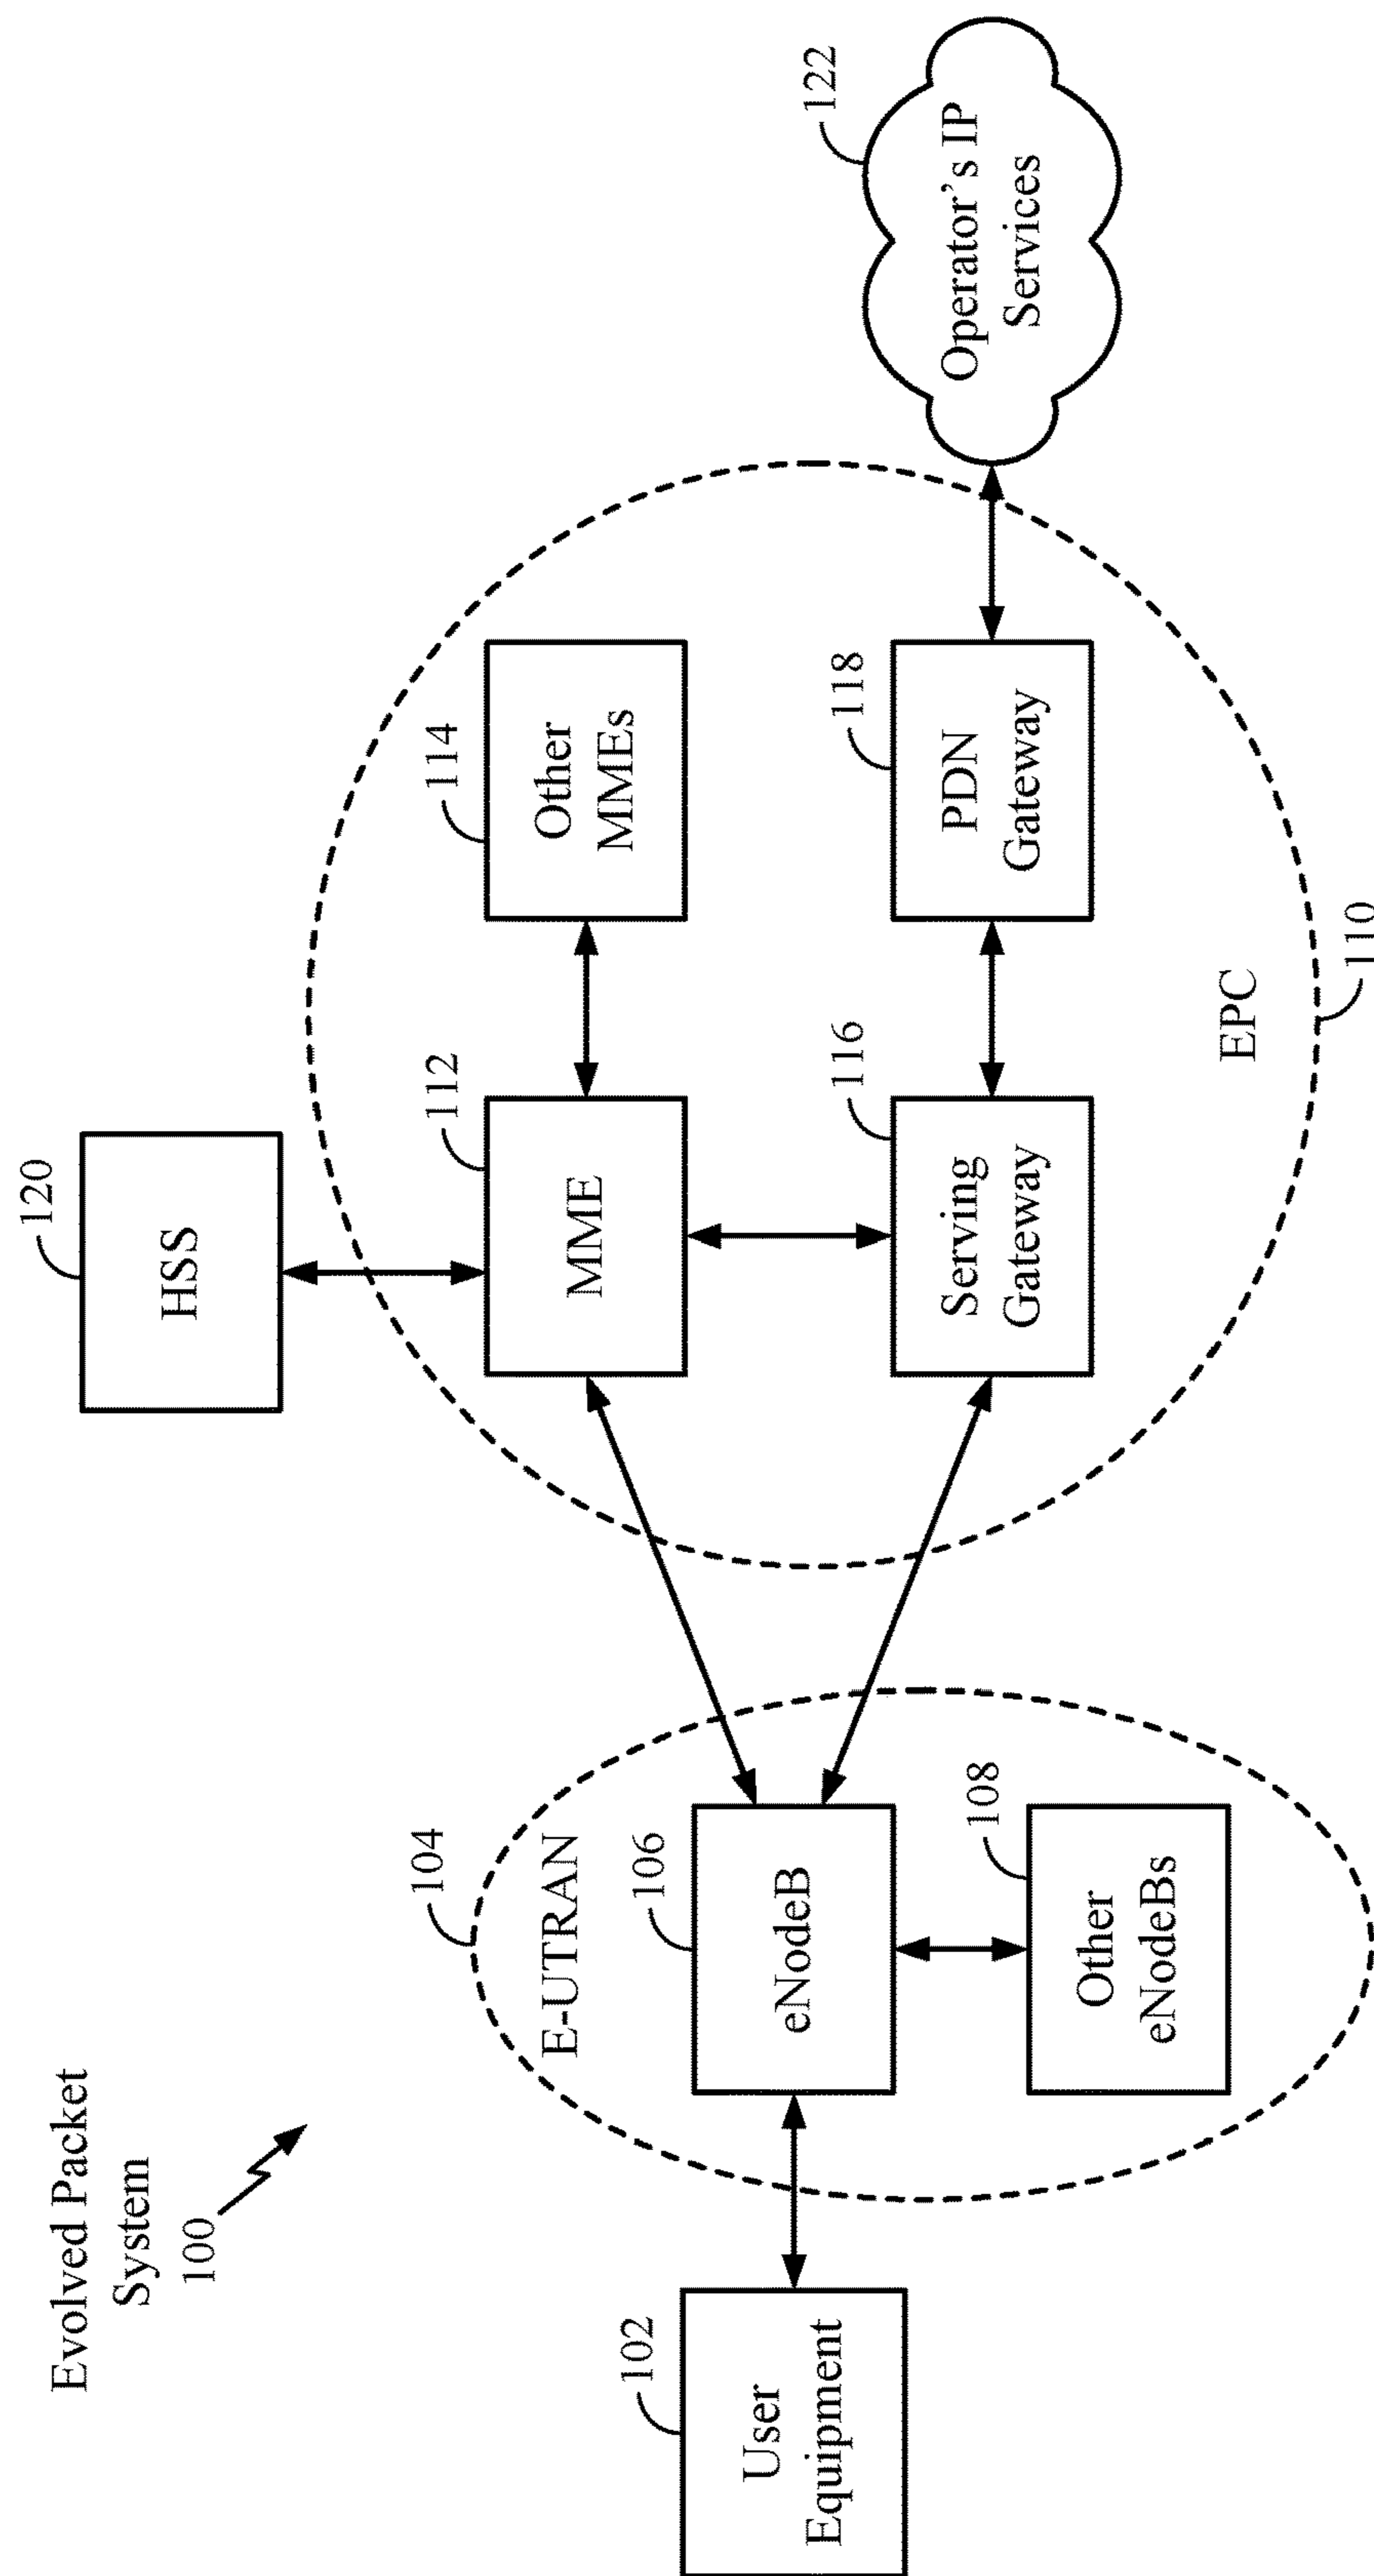 Evolved Packet
System
100
120
HSS
104
E-UTRAN
112
MME
114
Other
MMEs
102
User
Equipment
106
eNodeB
108
Other
eNodeBs
116
Serving
Gateway
118
PDN
Gateway
122
Operator’s IP
Services
EPC
110